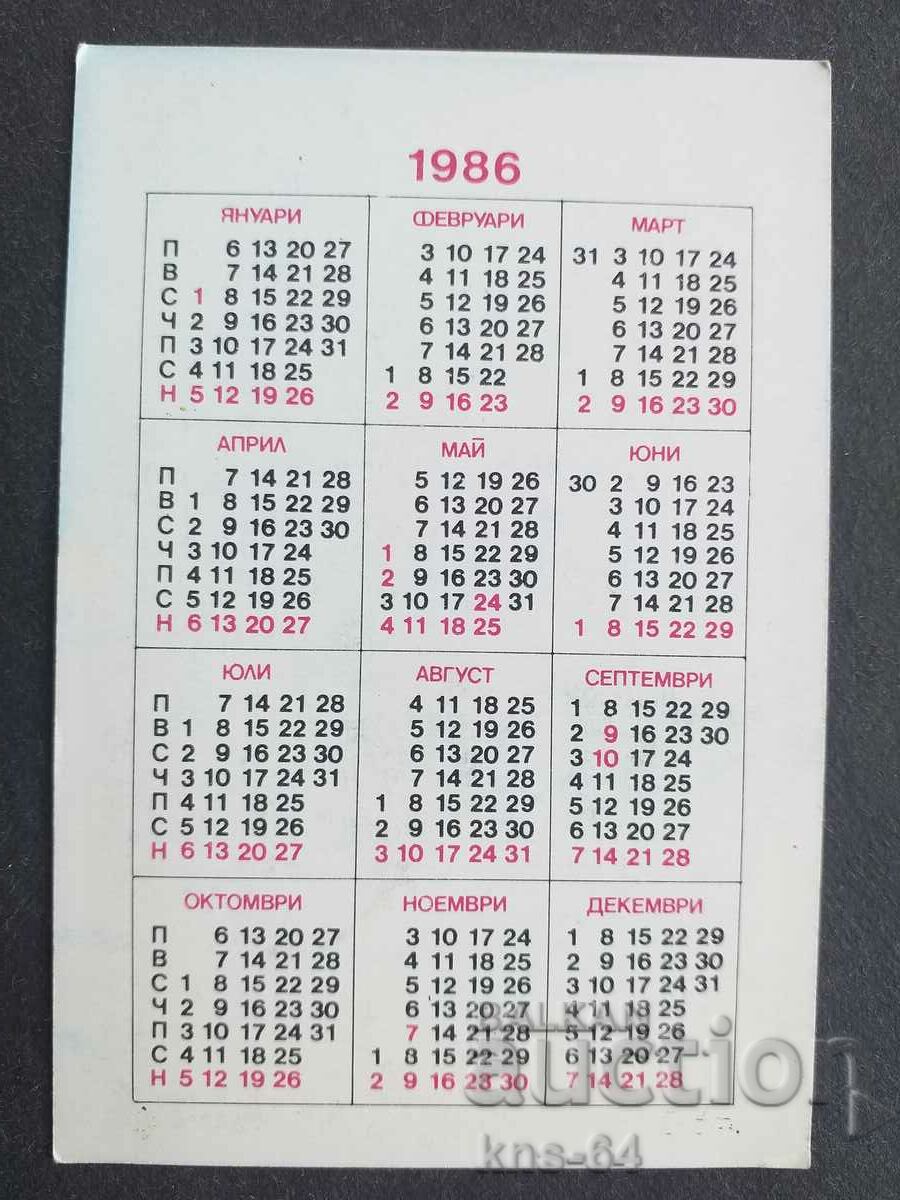 1986
ЯНУАРИ ФЕВРУАРИ МАРТ
П 6 13 20 27 3 10 17 24 31 3 10 17 24
В 7 14 21 28 4 11 18 25 4 11 18 25
С 1 8 15 22 29 5 12 19 26 5 12 19 26
Ч 2 9 16 23 30 6 13 20 27 6 13 20 27
П 3 10 17 24 31 7 14 21 28 7 14 21 28
С 4 11 18 25 1 8 15 22 1 8 15 22 29
Н 5 12 19 26 2 9 16 23 2 9 16 23 30
АПРИЛ МАЙ ЮНИ
П 7 14 21 28 5 12 19 26 30 2 9 16 23
В 1 8 15 22 29 6 13 20 27 3 10 17 24
С 2 9 16 23 30 7 14 21 28 4 11 18 25
Ч 3 10 17 24 1 8 15 22 29 5 12 19 26
П 4 11 18 25 2 9 16 23 30 6 13 20 27
С 5 12 19 26 3 10 17 24 31 7 14 21 28
Н 6 13 20 27 4 11 18 25 1 8 15 22 29
ЮЛИ АВГУСТ СЕПТЕМВРИ
П 7 14 21 28 4 11 18 25 1 8 15 22 29
В 1 8 15 22 29 5 12 19 26 2 9 16 23 30
С 2 9 16 23 30 6 13 20 27 3 10 17 24
Ч 3 10 17 24 31 7 14 21 28 4 11 18 25
П 4 11 18 25 1 8 15 22 29 5 12 19 26
С 5 12 19 26 2 9 16 23 30 6 13 20 27
Н 6 13 20 27 3 10 17 24 31 7 14 21 28
ОКТОМВРИ НОЕМВРИ ДЕКЕМВРИ
П 6 13 20 27 3 10 17 24 1 8 15 22 29
В 7 14 21 28 4 11 18 25 2 9 16 23 30
С 1 8 15 22 29 5 12 19 26 3 10 17 24 31
Ч 2 9 16 23 30 6 13 20 27 4 11 18 25
П 3 10 17 24 31 7 14 21 28 5 12 19 26
С 4 11 18 25 1 8 15 22 29 6 13 20 27
Н 5 12 19 26 2 9 16 23 30 7 14 21 28
BALKAN
auction
kns-64